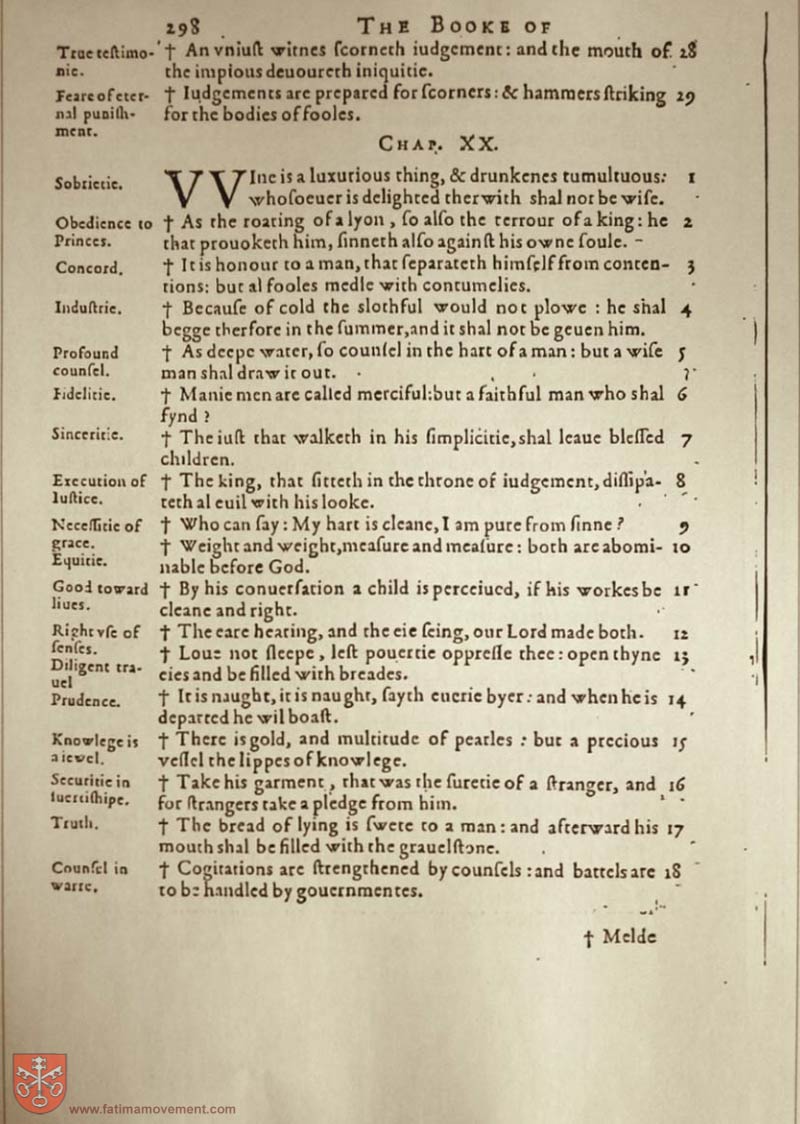 298 THE BOOKE OF
True testimo-
nie.
† An vniuſt witnes ſcorneth iudgement: and the mouth of 28
the impious deuoureth iniquitie.
Feare of eter-
nal puniſh-
ment.
† Iudgements are prepared for ſcorners: & hammers ſtriking 29
for the bodies of fooles.
CHAP. XX.
Sobrietie.
VVIne is a luxurious thing, & drunkenes tumultuous: 1
whoſoeuer is delighted therwith shal not be wiſe.
Obedience to
Princes.
† As the roaring of a lyon, ſo alſo the terrour of a king: he 2
that prouoketh him, ſinneth alſo againſt his owne ſoule.
Concord.
† It is honour to a man, that ſeparateth himſelf from conten- 3
tions: but al fooles medle with contumelies.
Induſtrie.
† Becauſe of cold the slothful would not plowe : he shal 4
begge therfore in the ſummer, and it shal not be geuen him.
Profound
counſel.
† As deepe water, ſo counſel in the hart of a man: but a wiſe 5
man shal draw it out.
Fidelitie.
† Manie men are called merciful: but a faithful man who shal 6
fynd ?
Sinceritie.
† The iuſt that walketh in his ſimplicitie, shal leaue bleſſed 7
children.
Execution of
Iuſtice.
† The king, that ſitteth in the throne of iudgement, diſſipa- 8
teth al euil with his looke.
Neceſſitie of
grace.
† Who can ſay: My hart is cleane, I am pure from ſinne ? 9
Equitie.
† Weight and weight, meaſure and meaſure: both are abomi- 10
nable before God.
Good toward
liues.
† By his conuerſation a child is perceiued, if his workes be 11
cleane and right.
Right vſe of
ſenſes.
† The eare hearing, and the eie ſeing, our Lord made both. 12
Diligent tra-
uel
† Loue not ſleepe, leſt pouertie oppreſſe thee: open thyne 13
eies and be filled with breades.
Prudence.
† It is naught, it is naught, ſayth euerie byer: and when he is 14
departed he wil boaſt.
Knowlege is
a iewel.
† There is gold, and multitude of pearles : but a precious 15
veſſel the lippes of knowlege.
Securitie in
ſuertiſhipe.
† Take his garment, that was the ſuretie of a ſtranger, and 16
for ſtrangers take a pledge from him.
Truth.
† The bread of lying is ſwete to a man: and afterward his 17
mouth shal be filled with the grauelſtone.
Counſel in
warre.
† Cogitations are ſtrengthened by counſels: and battels are 18
to be handled by gouernmentes.
† Melde
www.fatimamovement.com